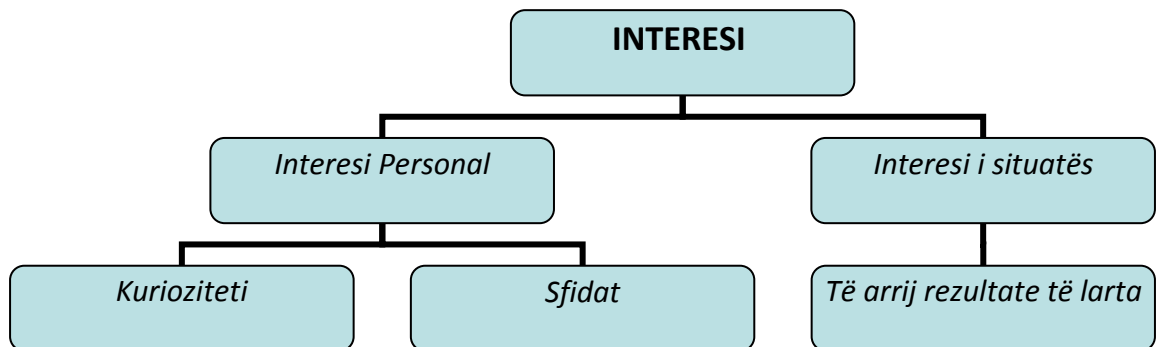 INTERESI
Interesi Personal
Interesi i situatës
Kurioziteti
Sfidat
Të arrij rezultate të larta